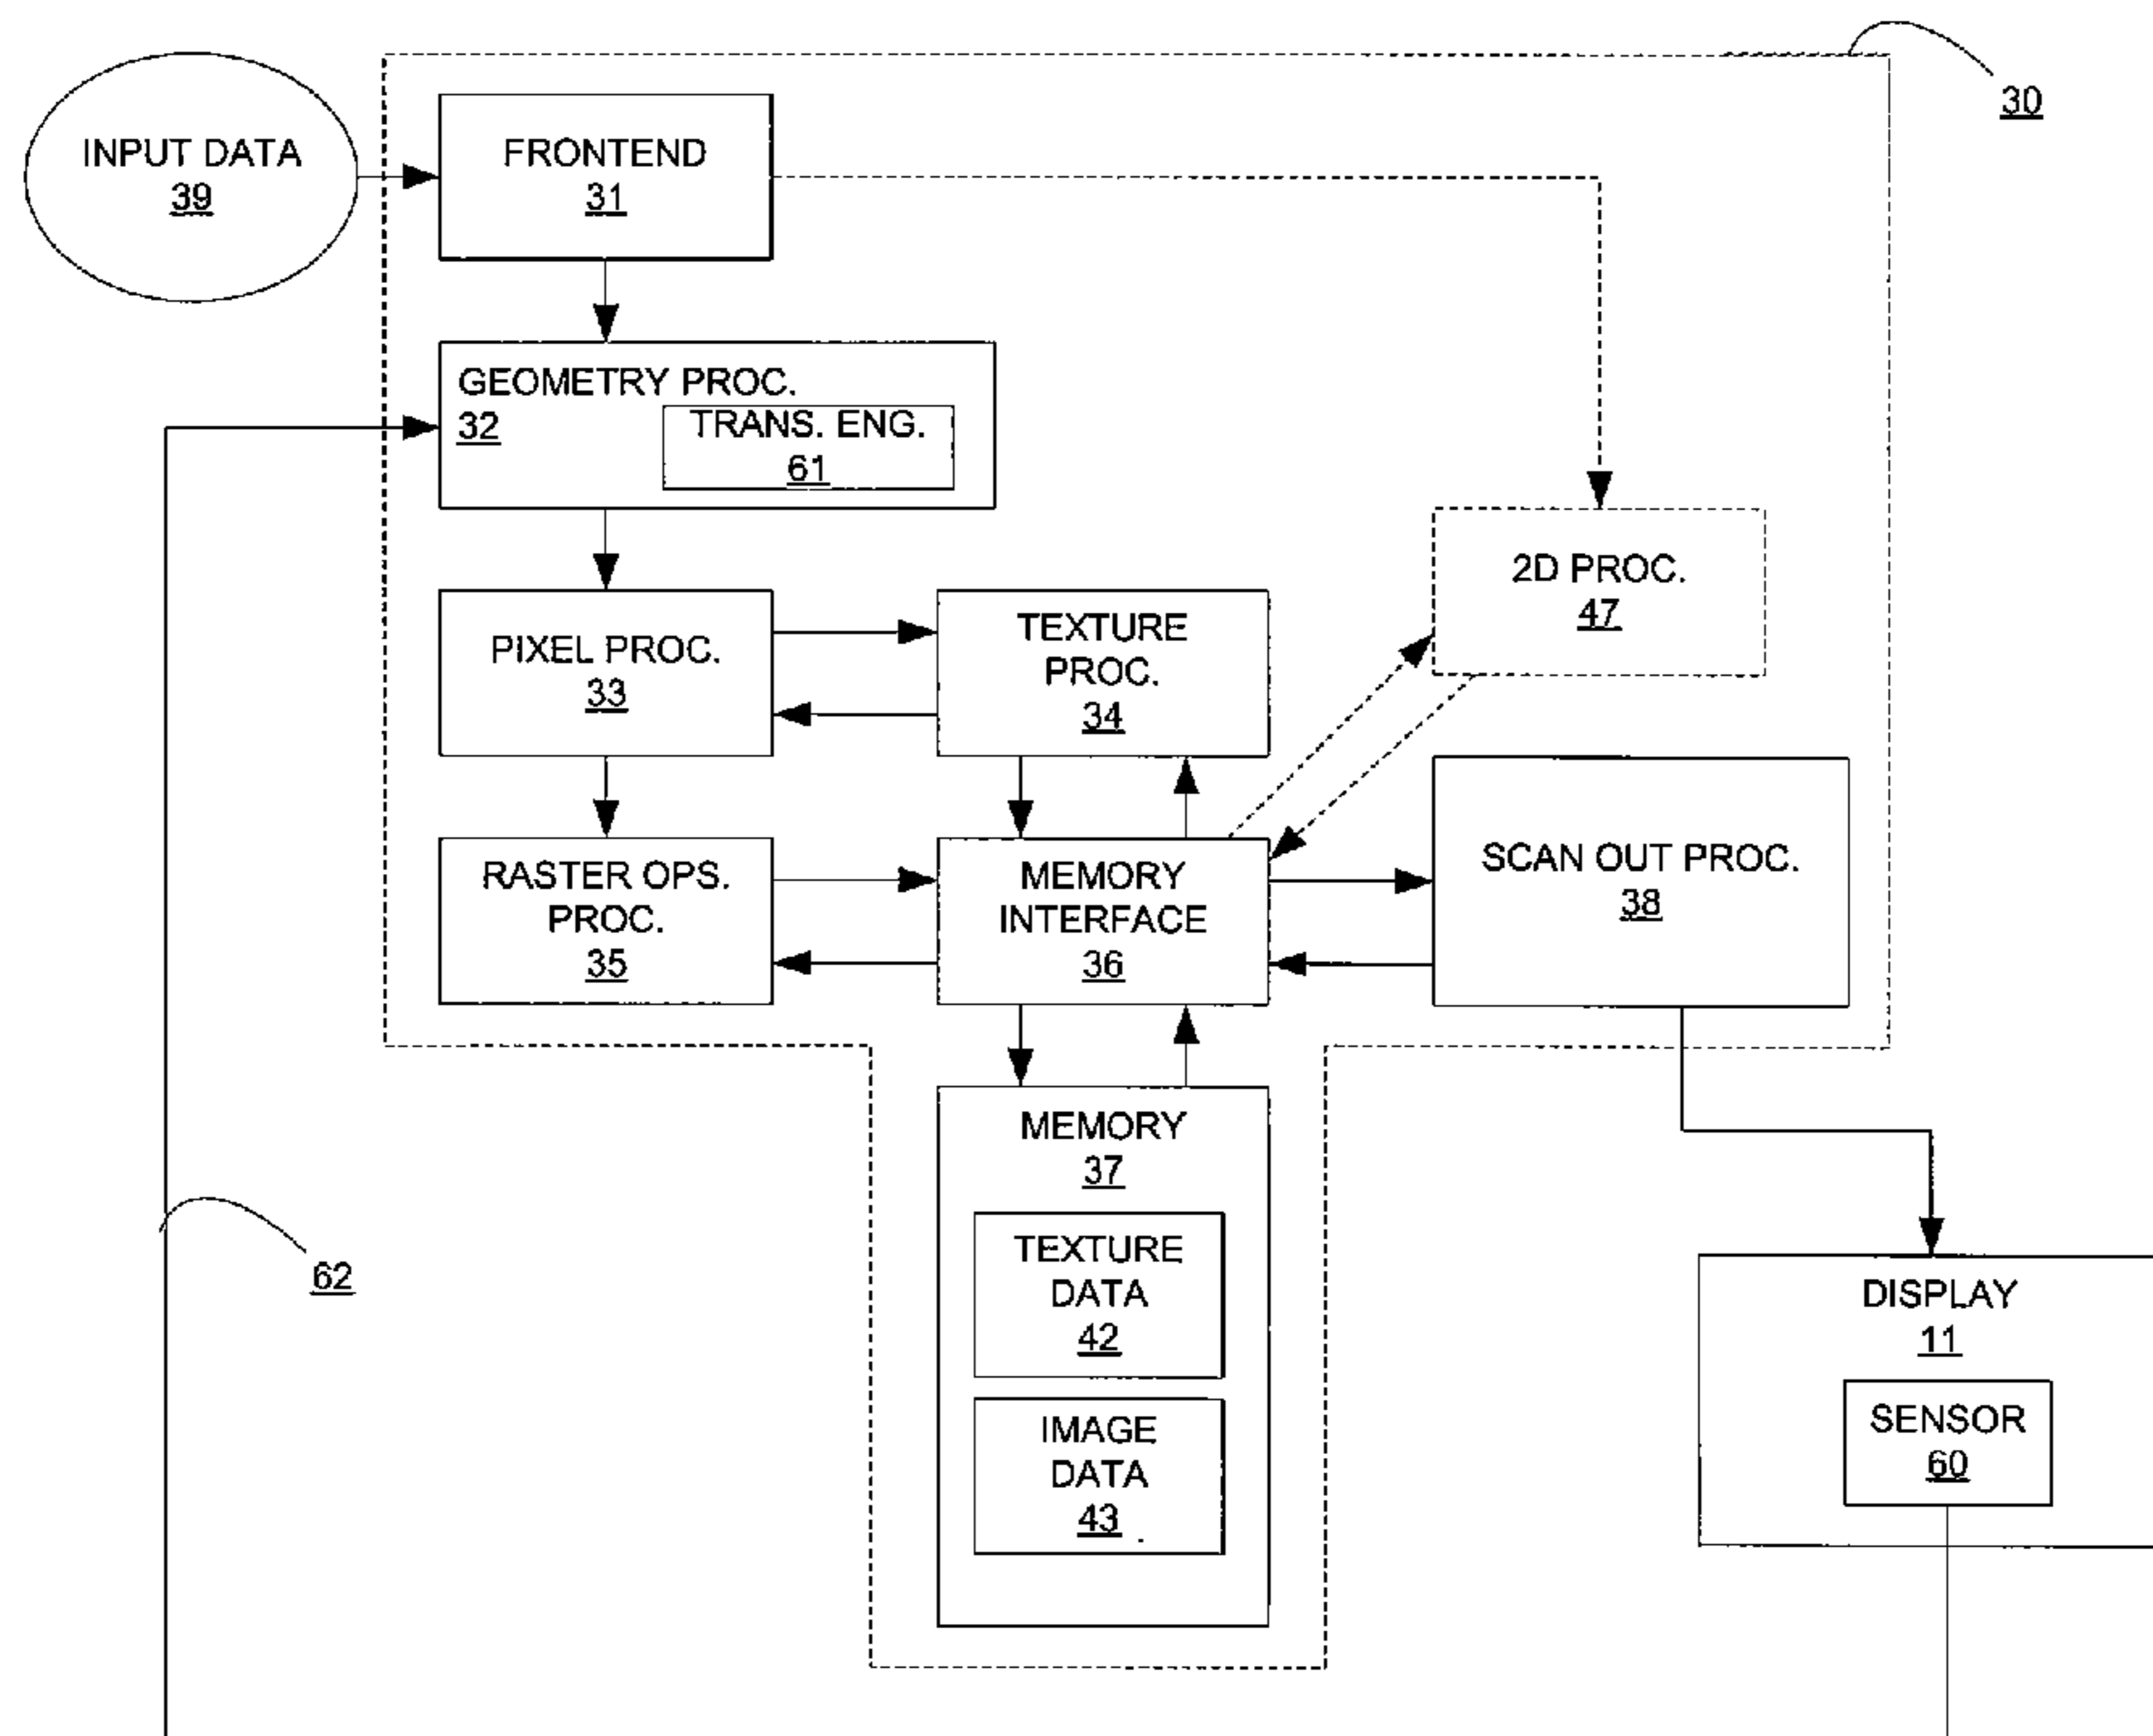 30
INPUT DATA
39
FRONTEND
31
GEOMETRY PROC.
32
TRANS. ENG.
61
2D PROC.
47
PIXEL PROC.
33
TEXTURE
PROC.
34
RASTER OPS.
PROC.
35
MEMORY
INTERFACE
36
SCAN OUT PROC.
38
MEMORY
37
TEXTURE
DATA
42
IMAGE
DATA
43
62
DISPLAY
11
SENSOR
60